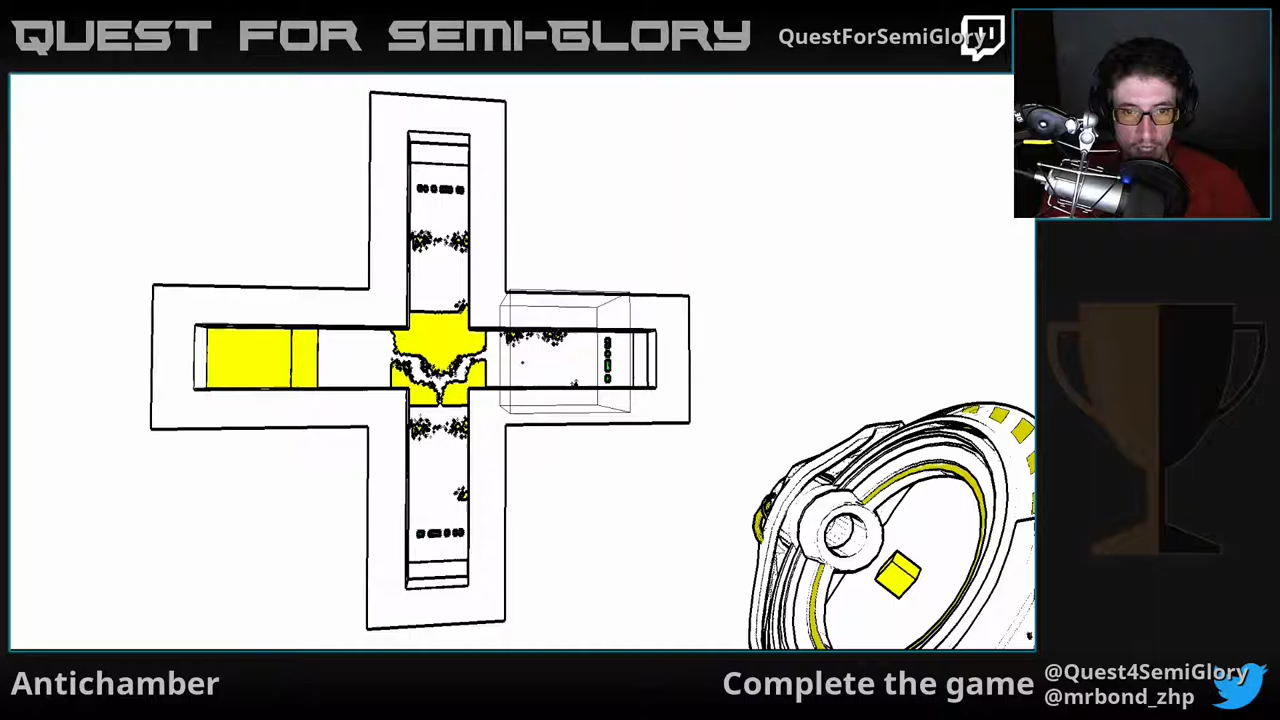 QUEST FOR SEMI-GLORY
QuestForSemiGlory
Antichamber
Complete the game
@Quest4SemiGlory
@mrbond_zhp